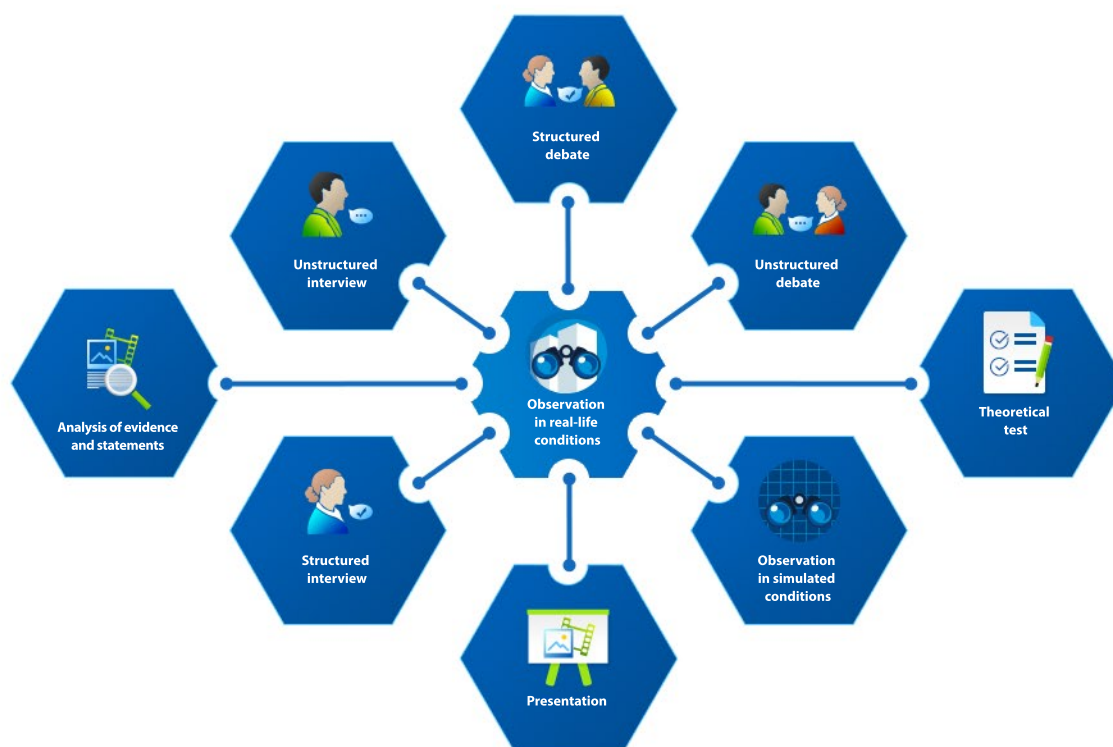 Structured
debate
Unstructured
interview
Unstructured
debate
Analysis of evidence
and statements
Observation
in real-life
conditions
Theoretical
test
Structured
interview
Observation
in simulated
conditions
Presentation